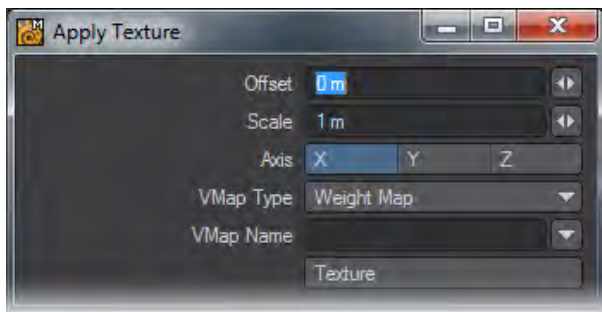 Apply Texture
Offset 0 m
Scale 1 m
Axis X Y Z
VMap Type Weight Map
VMap Name
Texture